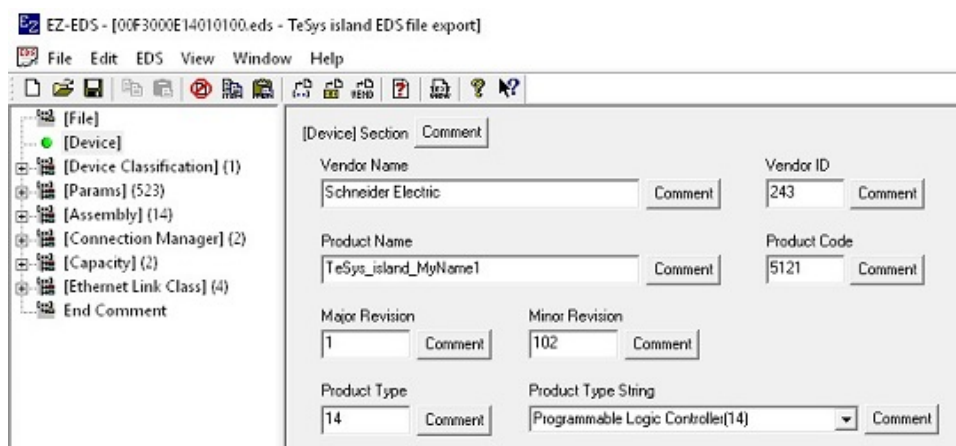 EZ-EDS - [00F3000E14010100.eds - TeSys island EDS file export]
File Edit EDS View Window Help
[File]
[Device]
[Device Classification] (1)
[Params] (523)
[Assembly] (14)
[Connection Manager] (2)
[Capacity] (2)
[Ethernet Link Class] (4)
End Comment
[Device] Section Comment
Vendor Name Vendor ID
Schneider Electric Comment 243 Comment
Product Name Product Code
TeSys_island_MyName1 Comment 5121 Comment
Major Revision Minor Revision
1 Comment 102 Comment
Product Type Product Type String
14 Comment Programmable Logic Controller(14) Comment